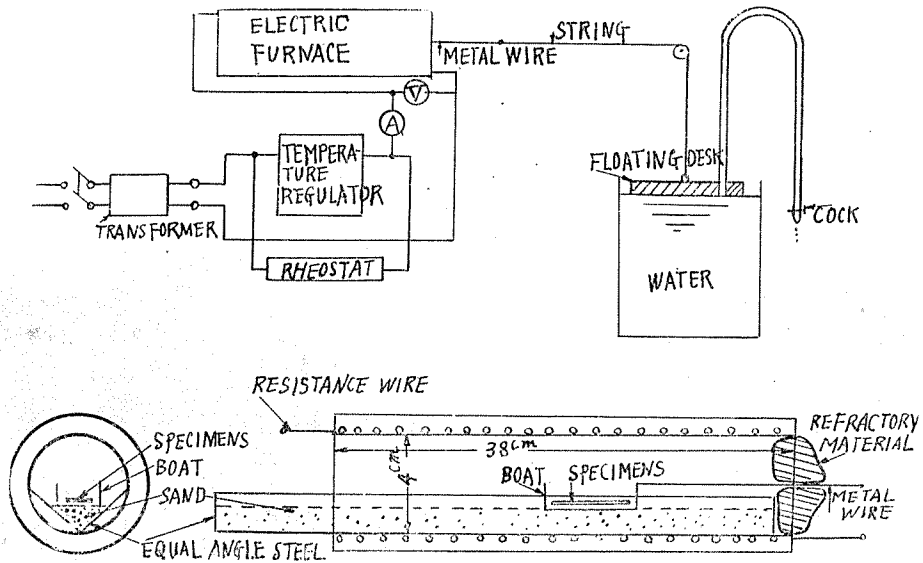 ELECTRIC
FURNACE
STRING
METAL WIRE
V
A
TEMPERA-
TURE
REGULATOR
FLOATING DESK
COCK
TRANSFORMER
RHEOSTAT
WATER
RESISTANCE WIRE
REFRACTORY
MATERIAL
SPECIMENS
BOAT
SAND
38cm
4cm
BOAT
SPECIMENS
METAL
WIRE
EQUAL ANGLE STEEL